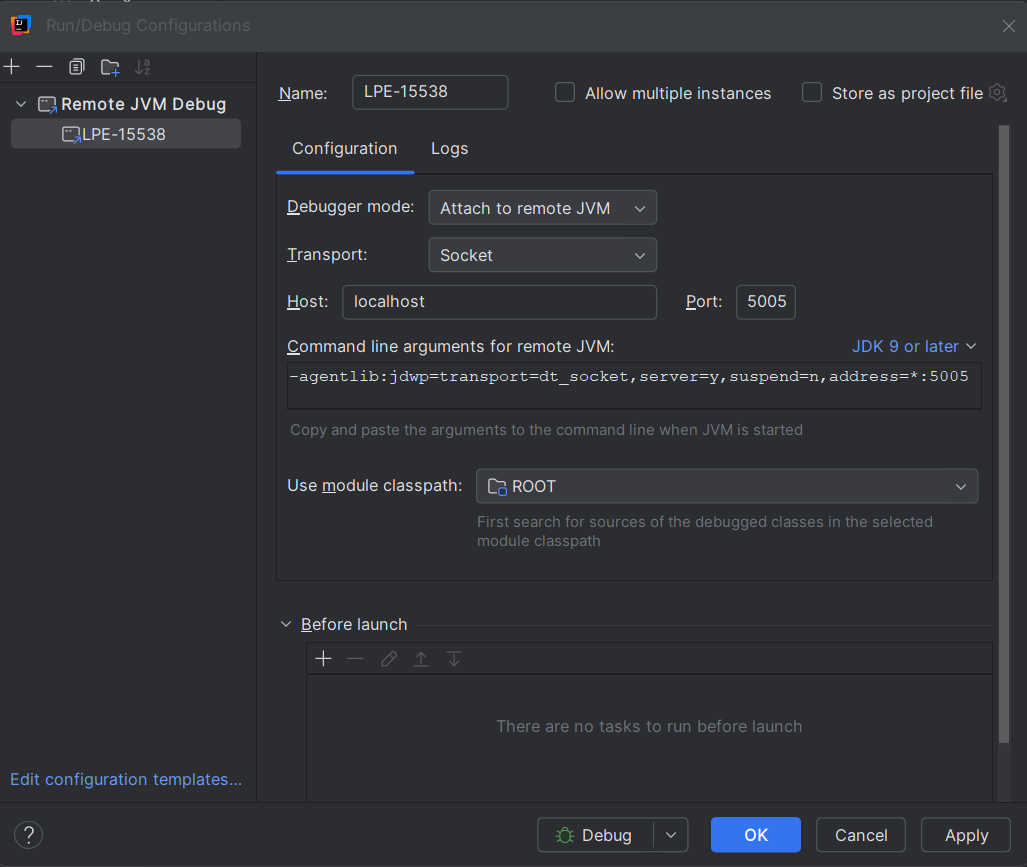 Run/Debug Configurations
Remote JVM Debug
LPE-15538
Edit configuration templates...
Name: LPE-15538 Allow multiple instances Store as project file
Configuration Logs
Debugger mode: Attach to remote JVM
Transport: Socket
Host: localhost Port: 5005
Command line arguments for remote JVM: JDK 9 or later
-agentlib:jdwp=transport=dt_socket,server=y,suspend=n,address=*:5005
Copy and paste the arguments to the command line when JVM is started
Use module classpath: ROOT
First search for sources of the debugged classes in the selected
module classpath
Before launch
There are no tasks to run before launch
? Debug OK Cancel Apply